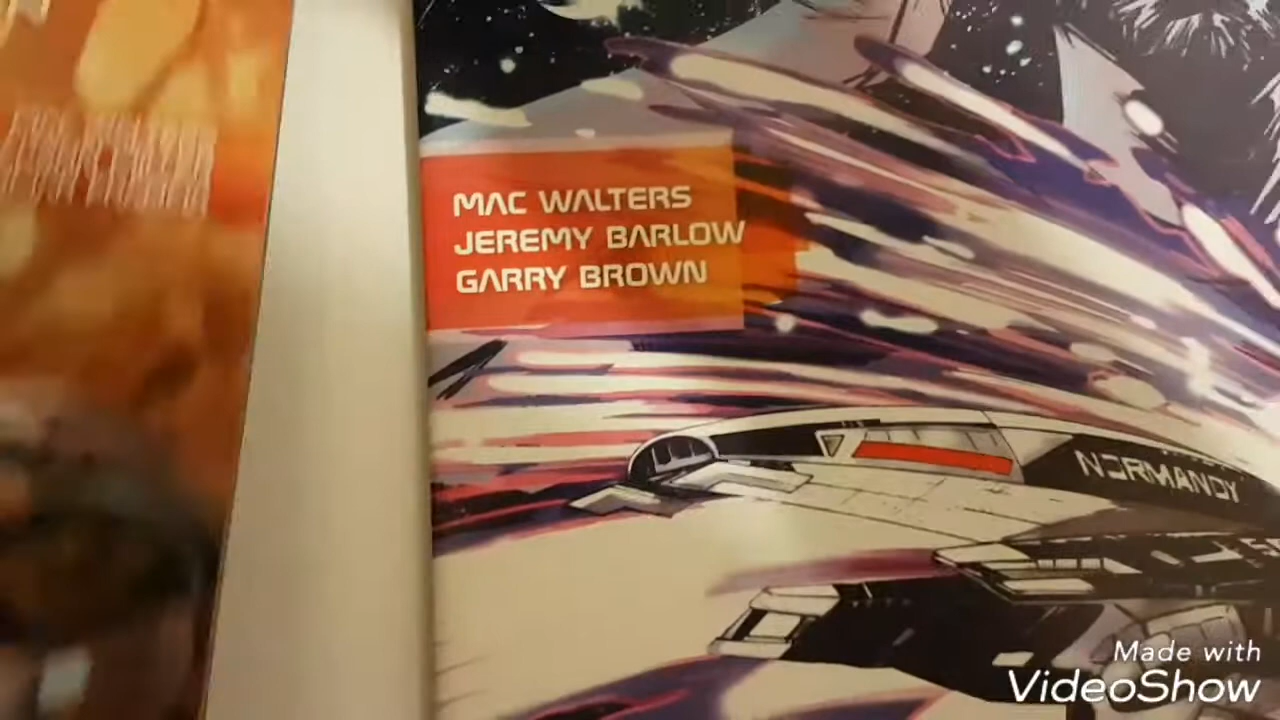 MAC WALTERS
JEREMY BARLOW
GARRY BROWN
NORMANDY
Made with
VideoShow